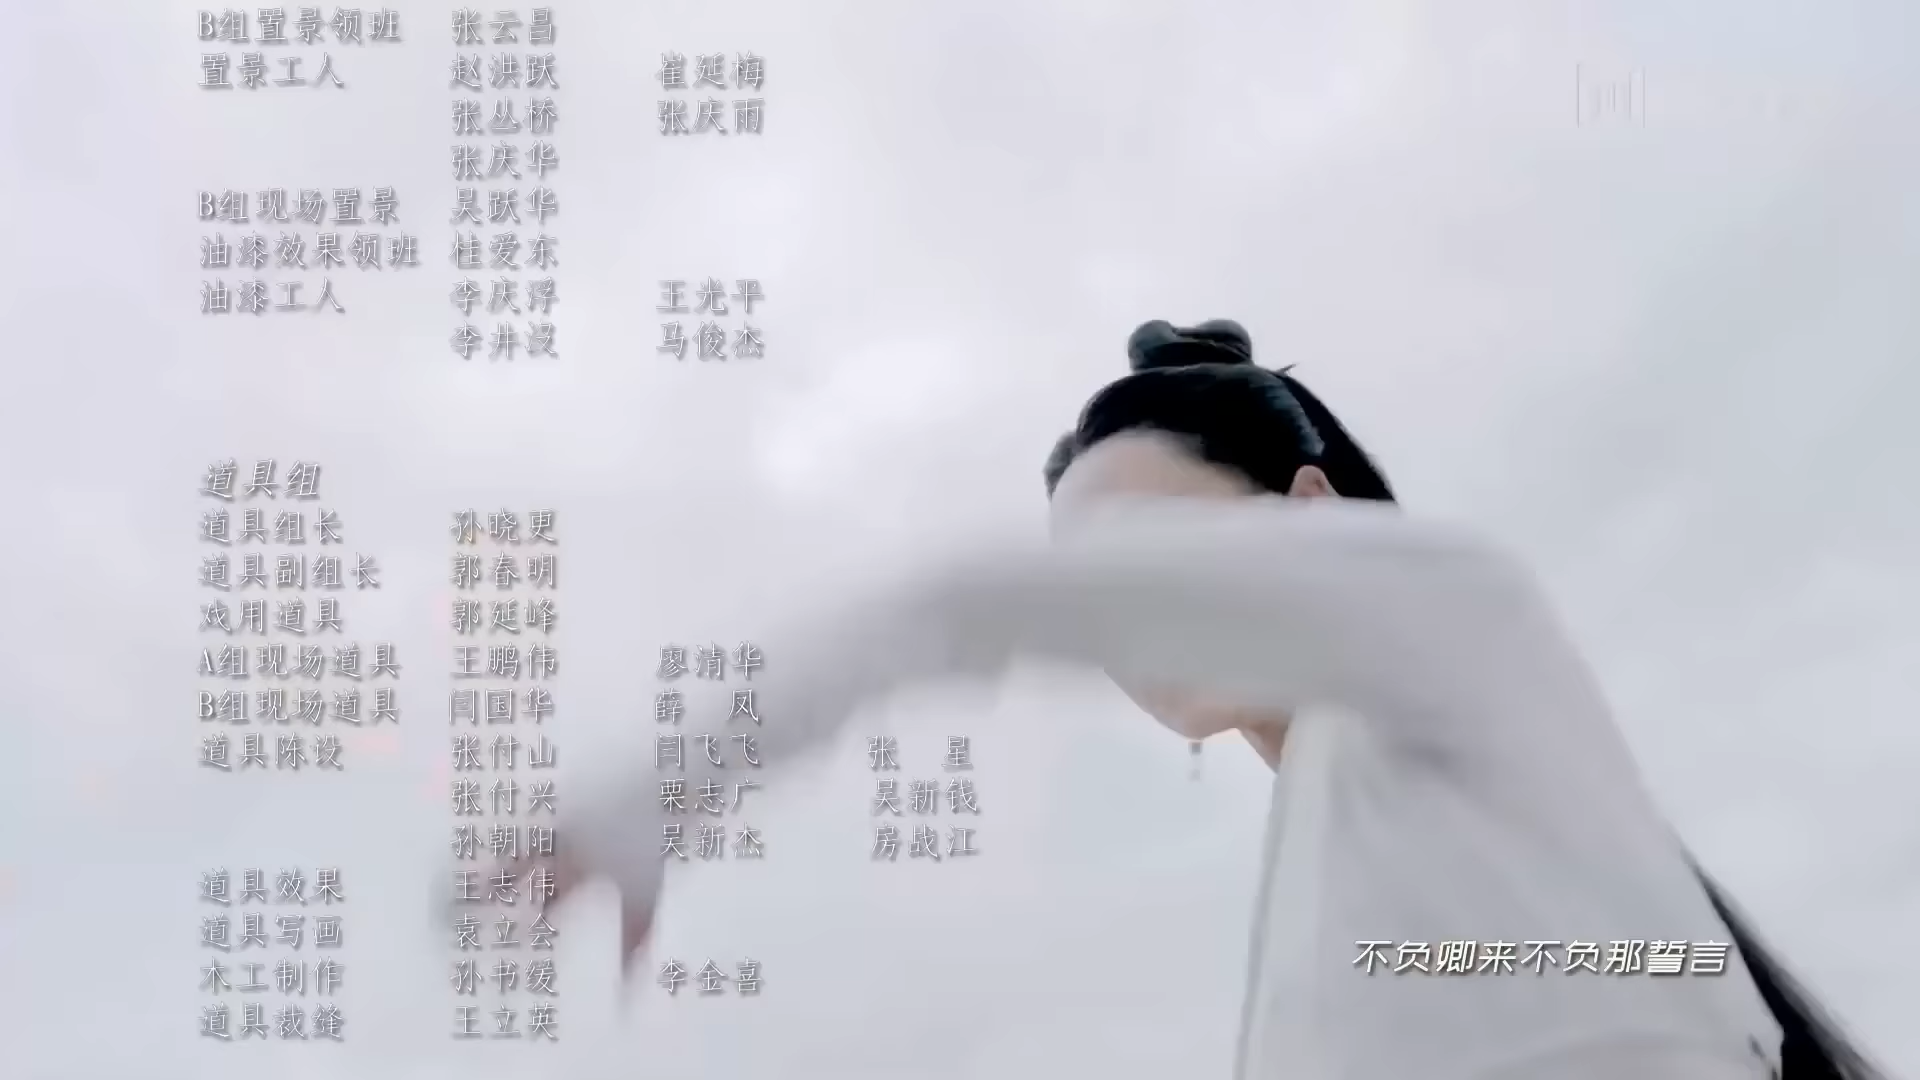 B组置景领班 张云昌
置景工人 赵洪跃 崔延梅
张丛桥 张庆雨
张庆华
B组现场置景 吴跃华
油漆效果领班 桂爱东
油漆工人 李庆浮 王光平
李井没 马俊杰
道具组
道具组长 孙晓更
道具副组长 郭春明
戏用道具 郭延峰
A组现场道具 王鹏伟 廖清华
B组现场道具 闫国华 薛 凤
道具陈设 张付山 闫飞飞 张 星
张付兴 栗志广 吴新钱
孙朝阳 吴新杰 房战江
道具效果 王志伟
道具写画 袁立会
木工制作 孙书缓 李金喜
道具裁缝 王立英
不负卿来不负那誓言